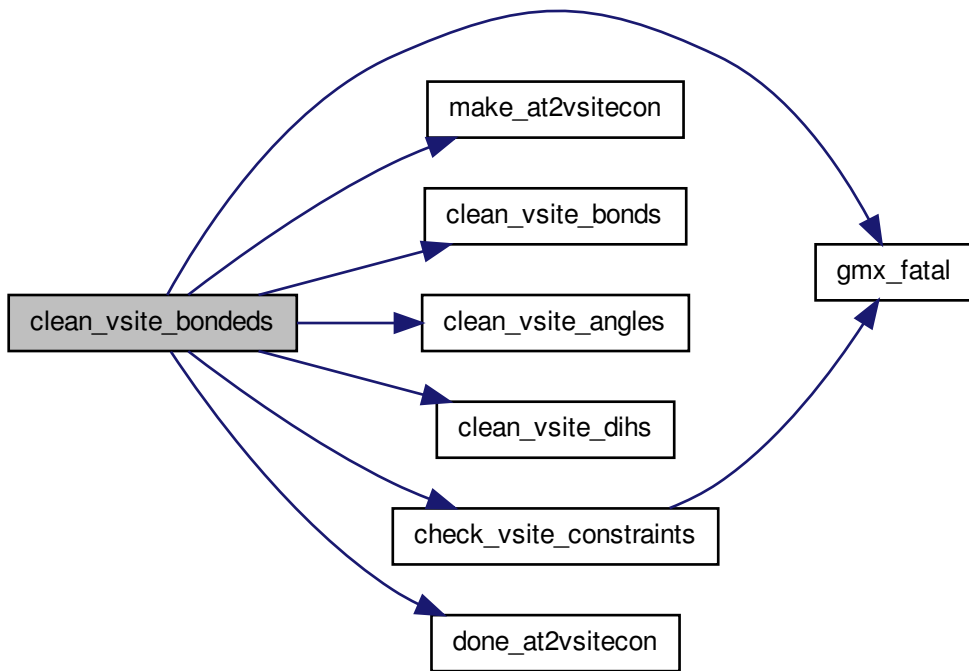 make_at2vsitecon
clean_vsite_bonds
gmx_fatal
clean_vsite_bondeds
clean_vsite_angles
clean_vsite_dihs
check_vsite_constraints
done_at2vsitecon